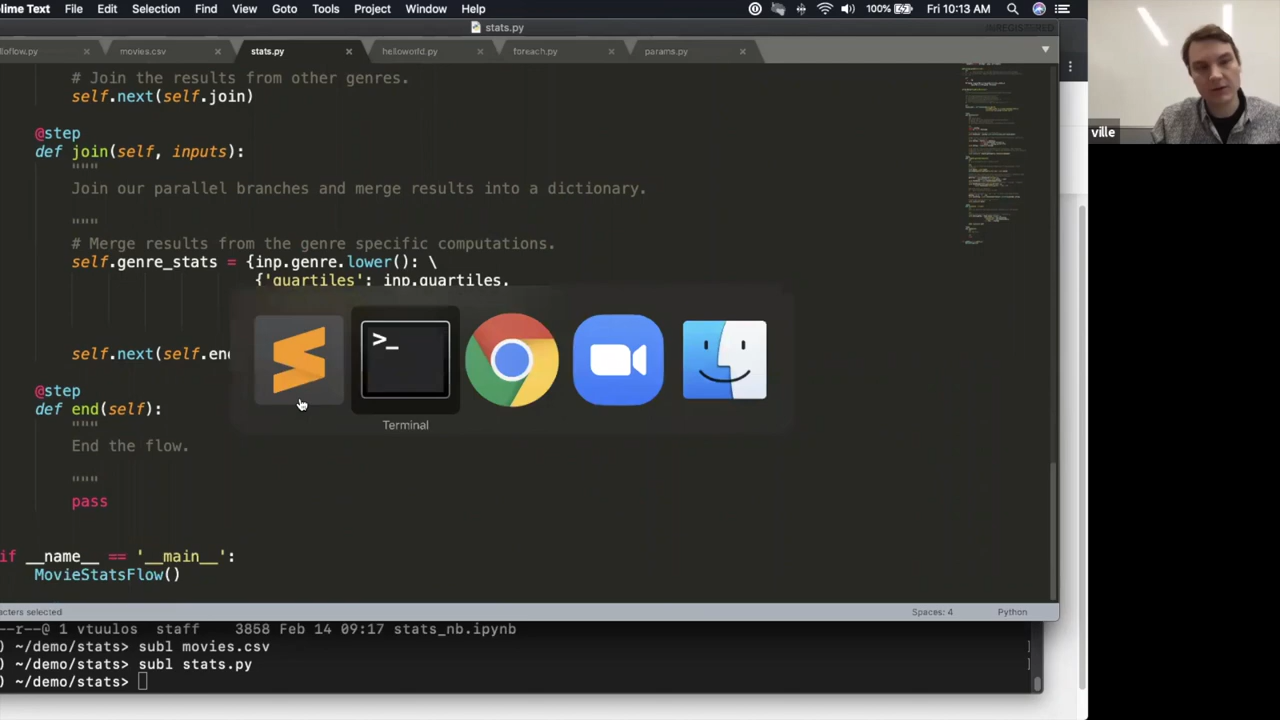 lime Text File Edit Selection Find View Goto Tools Project Window Help 100% Fri 10:13 AM
stats.py UNREGISTERED
loflow.py movies.csv stats.py helloworld.py foreach.py params.py
# Join the results from other genres.
self.next(self.join)
@step
def join(self, inputs):
"""
Join our parallel branches and merge results into a dictionary.
"""
# Merge results from the genre specific computations.
self.genre_stats = {inp.genre.lower(): \
{'quartiles': inp.quartiles,
self.next(self.end
@step
def end(self):
"""
End the flow.
"""
pass
if __name__ == '__main__':
MovieStatsFlow()
>_
Terminal
ville
acters selected Spaces: 4 Python
--r--@ 1 vtuulos staff 3858 Feb 14 09:17 stats_nb.ipynb
) ~/demo/stats> subl movies.csv
) ~/demo/stats> subl stats.py
) ~/demo/stats>